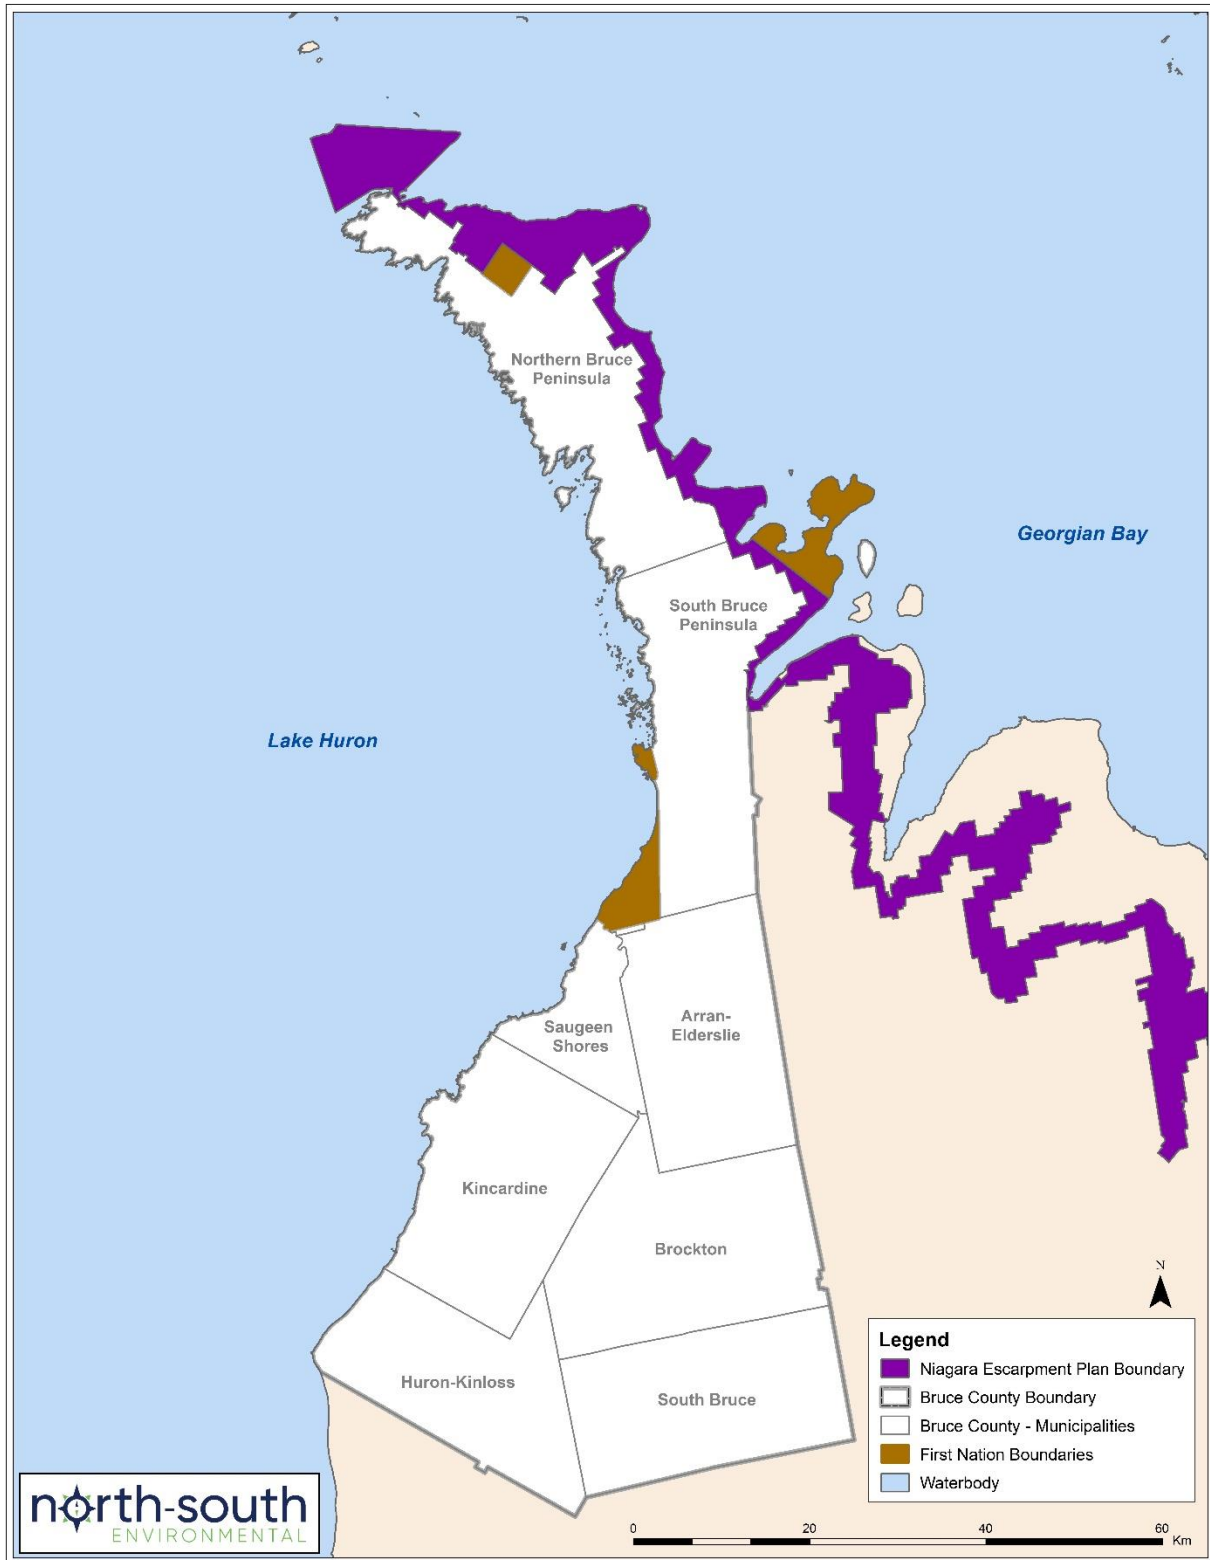 Northern Bruce
Peninsula
Georgian Bay
South Bruce
Peninsula
Lake Huron
Saugeen
Shores
Arran-
Elderslie
Kincardine
Brockton
Huron-Kinloss
South Bruce
N
Legend
Niagara Escarpment Plan Boundary
Bruce County Boundary
Bruce County - Municipalities
First Nation Boundaries
Waterbody
north-south
ENVIRONMENTAL
0 20 40 60
Km